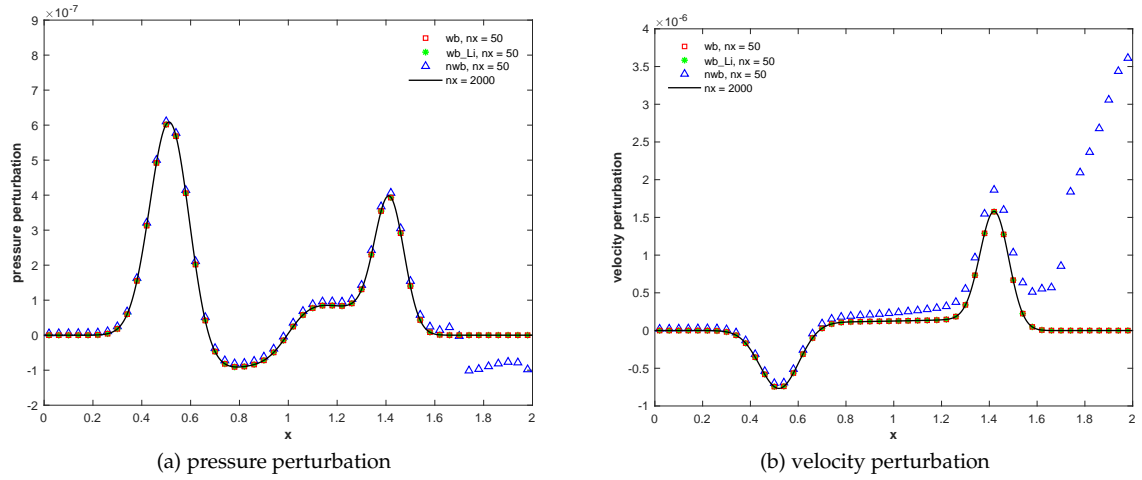 ×10⁻⁷
9
8
7
6
5
4
3
2
1
0
-1
-2
pressure perturbation
wb, nx = 50
wb_Li, nx = 50
nwb, nx = 50
nx = 2000
0 0.2 0.4 0.6 0.8 1 1.2 1.4 1.6 1.8 2
x
(a) pressure perturbation
×10⁻⁶
4
3.5
3
2.5
2
1.5
1
0.5
0
-0.5
-1
velocity perturbation
wb, nx = 50
wb_Li, nx = 50
nwb, nx = 50
nx = 2000
0 0.2 0.4 0.6 0.8 1 1.2 1.4 1.6 1.8 2
x
(b) velocity perturbation